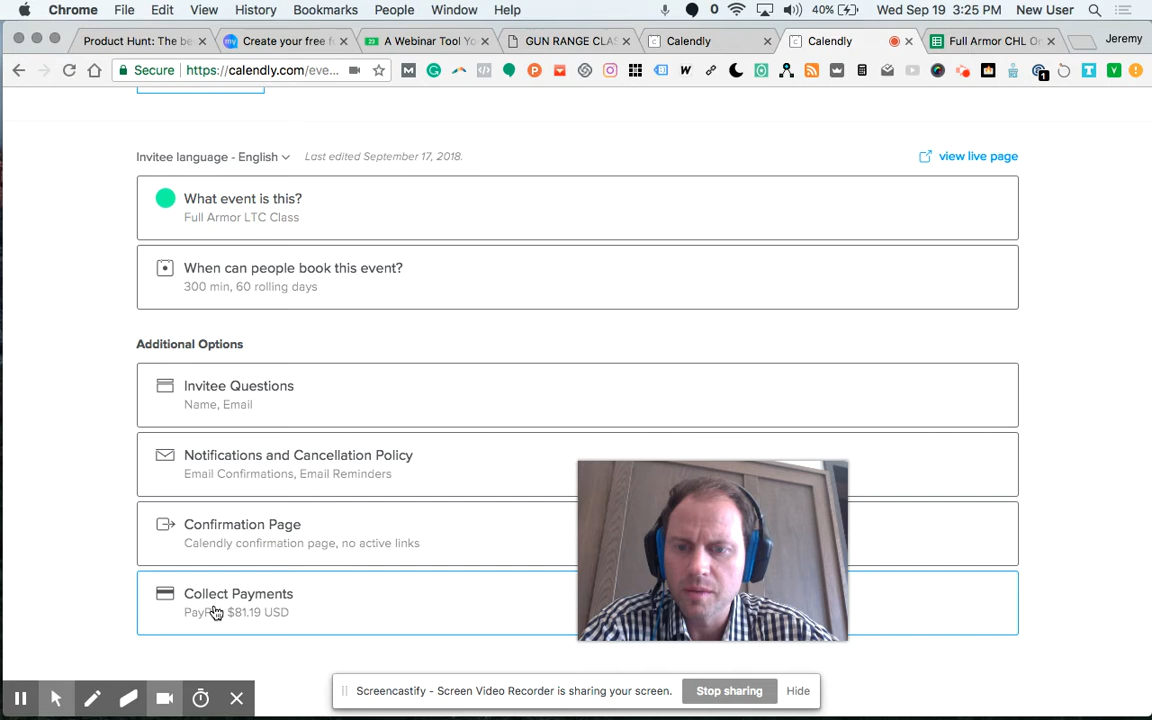 Chrome File Edit View History Bookmarks People Window Help 0 40% Wed Sep 19 3:25 PM New User
Product Hunt: The be Create your free f A Webinar Tool Yo GUN RANGE CLAS Calendly Calendly Full Armor CHL On Jeremy
Secure https://calendly.com/eve...
Invitee language - English Last edited September 17, 2018. view live page
What event is this?
Full Armor LTC Class
When can people book this event?
300 min, 60 rolling days
Additional Options
Invitee Questions
Name, Email
Notifications and Cancellation Policy
Email Confirmations, Email Reminders
Confirmation Page
Calendly confirmation page, no active links
Collect Payments
$81.19 USD
Screencastify - Screen Video Recorder is sharing your screen. Stop sharing Hide